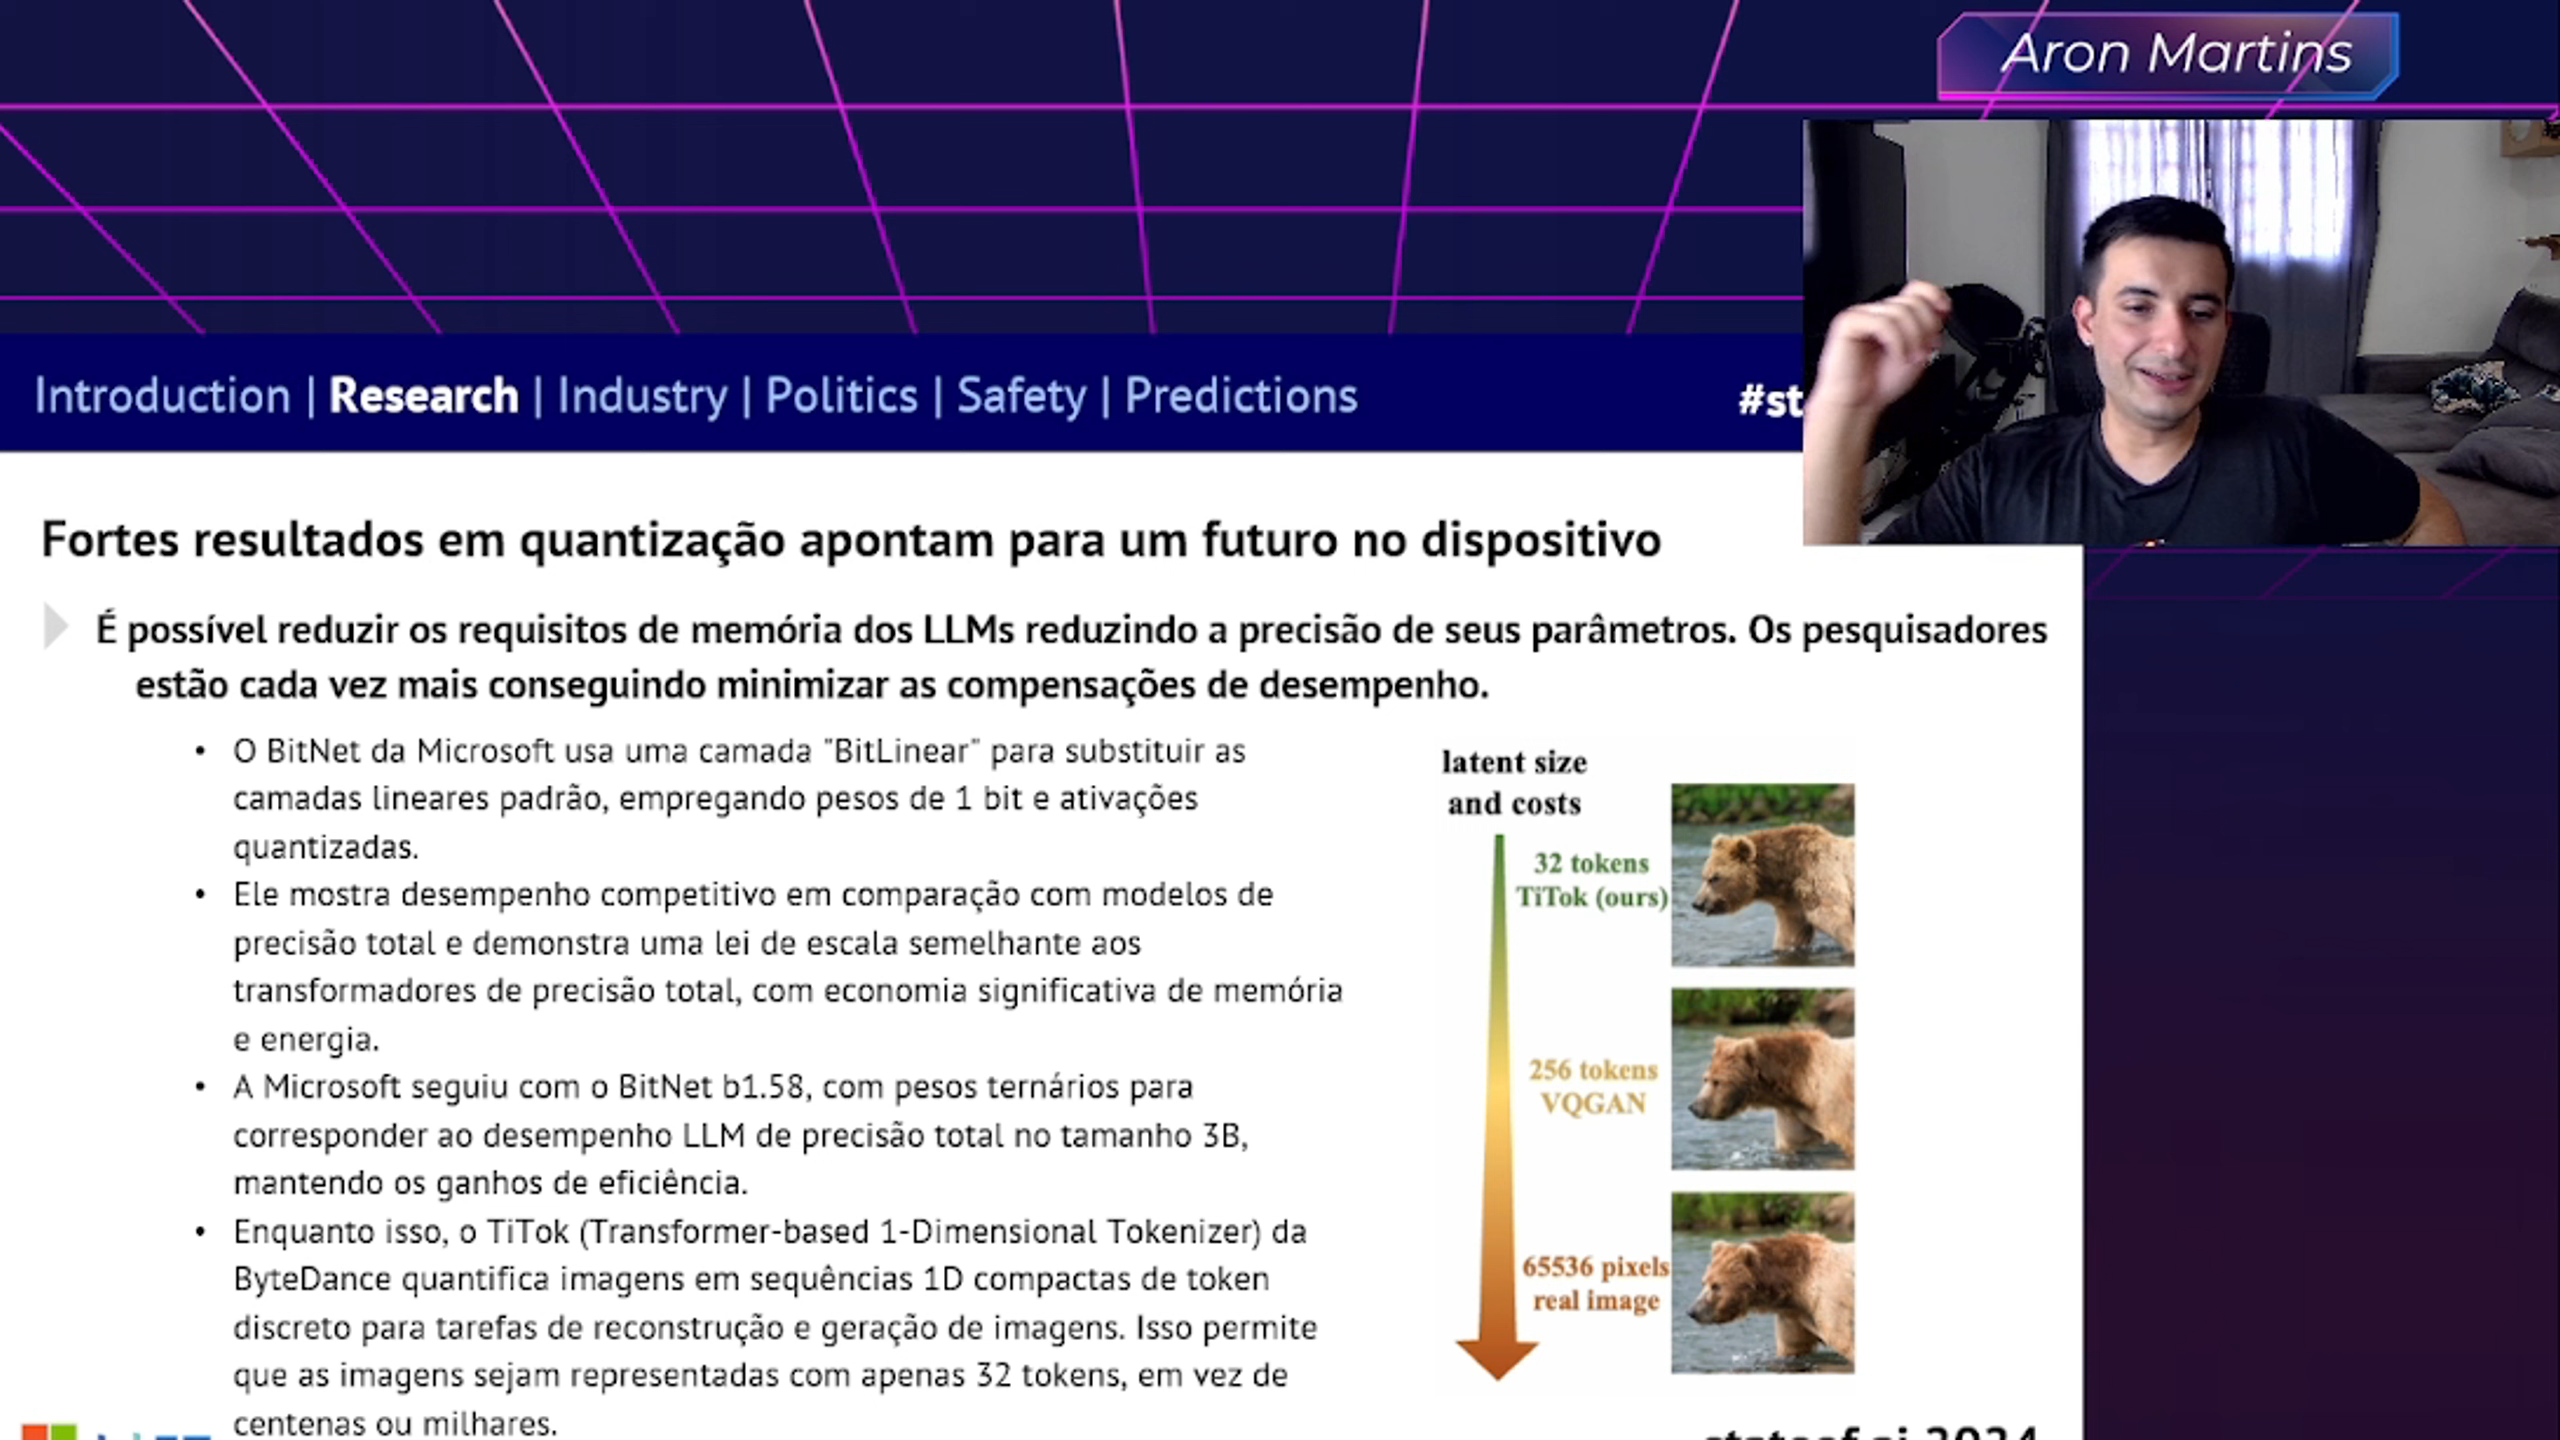 Aron Martins
Introduction | Research | Industry | Politics | Safety | Predictions
Fortes resultados em quantização apontam para um futuro no dispositivo
É possível reduzir os requisitos de memória dos LLMs reduzindo a precisão de seus parâmetros. Os pesquisadores
estão cada vez mais conseguindo minimizar as compensações de desempenho.
• O BitNet da Microsoft usa uma camada "BitLinear" para substituir as
camadas lineares padrão, empregando pesos de 1 bit e ativações
quantizadas.
• Ele mostra desempenho competitivo em comparação com modelos de
precisão total e demonstra uma lei de escala semelhante aos
transformadores de precisão total, com economia significativa de memória
e energia.
• A Microsoft seguiu com o BitNet b1.58, com pesos ternários para
corresponder ao desempenho LLM de precisão total no tamanho 3B,
mantendo os ganhos de eficiência.
• Enquanto isso, o TiTok (Transformer-based 1-Dimensional Tokenizer) da
ByteDance quantifica imagens em sequências 1D compactas de token
discreto para tarefas de reconstrução e geração de imagens. Isso permite
que as imagens sejam representadas com apenas 32 tokens, em vez de
centenas ou milhares.
latent size
and costs
32 tokens
TiTok (ours)
256 tokens
VQGAN
65536 pixels
real image